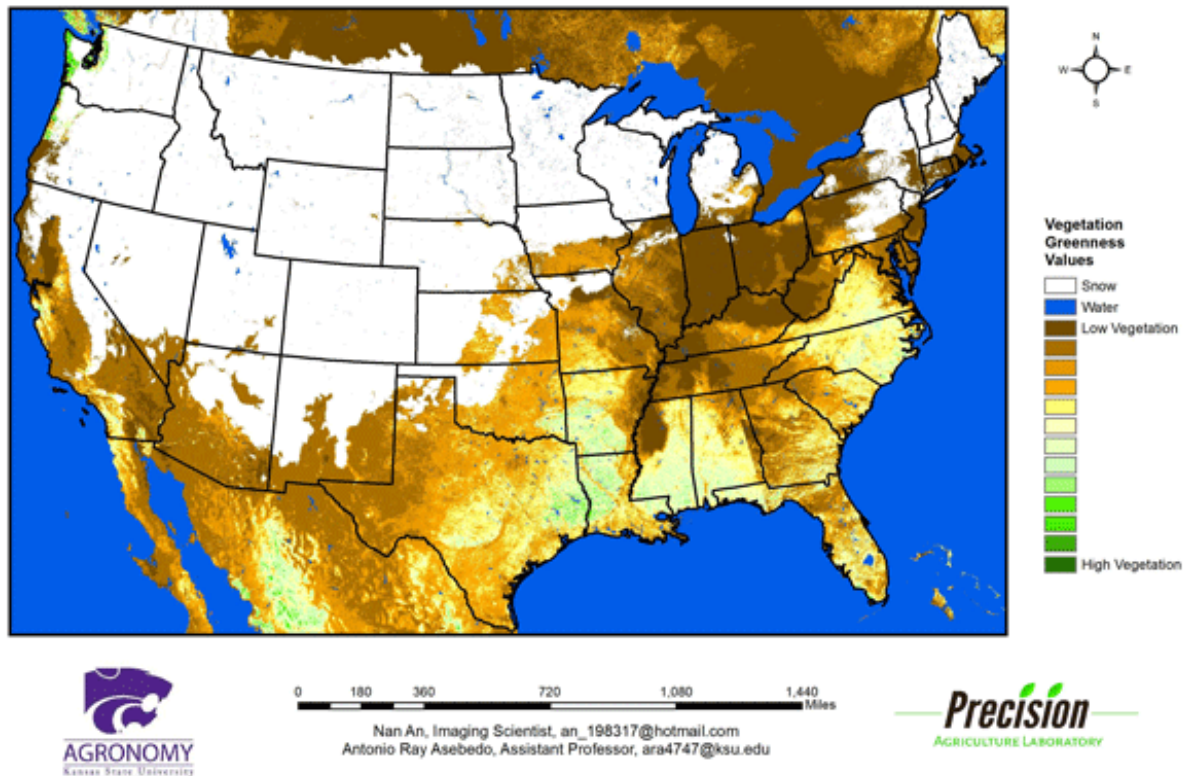 N
W E
S
Vegetation
Greenness
Values
Snow
Water
Low Vegetation
High Vegetation
0 180 360 720 1,080 1,440
Miles
Nan An, Imaging Scientist, an_198317@hotmail.com
Antonio Ray Asebedo, Assistant Professor, ara4747@ksu.edu
AGRONOMY
Kansas State University
Precision
AGRICULTURE LABORATORY